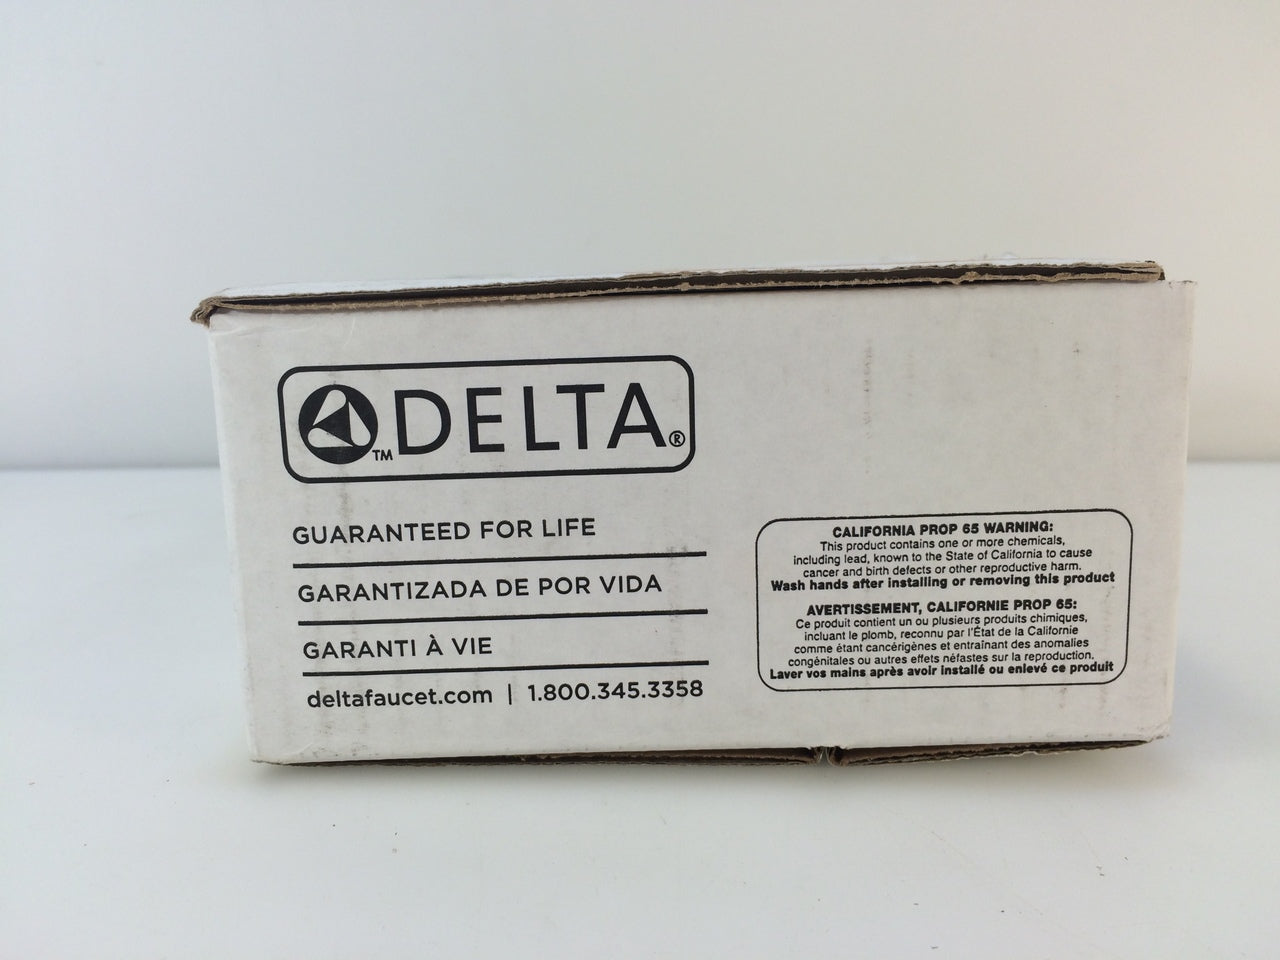 ™ DELTA®
GUARANTEED FOR LIFE
GARANTIZADA DE POR VIDA
GARANTI À VIE
deltafaucet.com | 1.800.345.3358
CALIFORNIA PROP 65 WARNING:
This product contains one or more chemicals,
including lead, known to the State of California to cause
cancer and birth defects or other reproductive harm.
Wash hands after installing or removing this product
AVERTISSEMENT, CALIFORNIE PROP 65:
Ce produit contient un ou plusieurs produits chimiques,
incluant le plomb, reconnu par l'État de la Californie
comme étant cancérigènes et entraînant des anomalies
congénitales ou autres effets néfastes sur la reproduction.
Laver vos mains après avoir installé ou enlevé ce produit